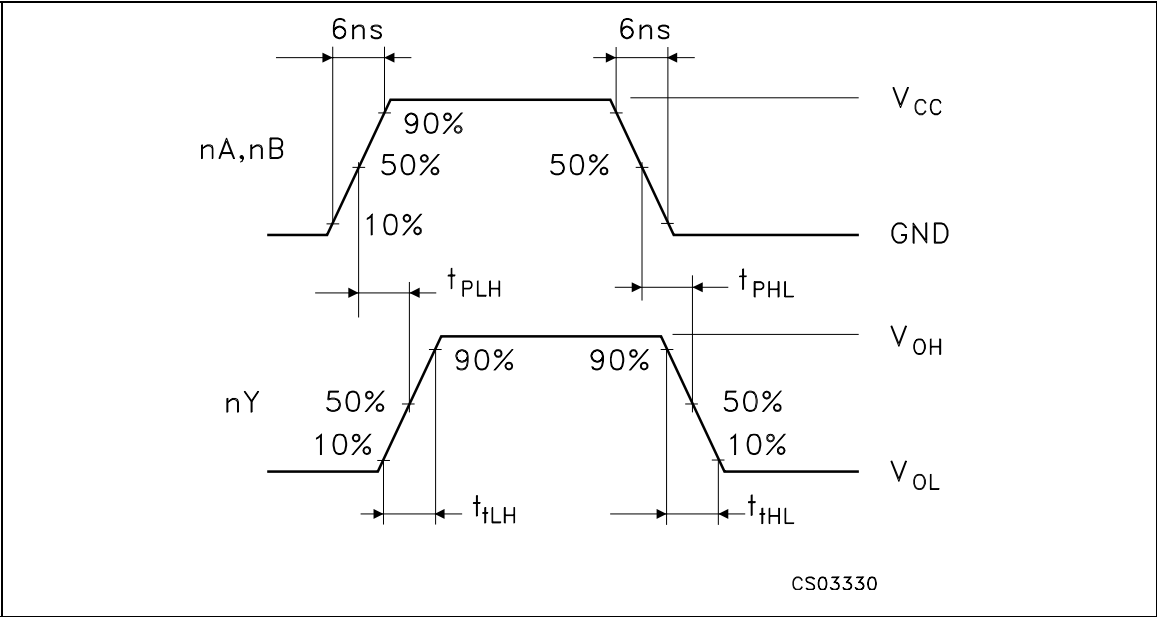 6ns 6ns
V_CC
90%
nA,nB
50% 50%
10%
GND
t_PLH t_PHL
V_OH
90% 90%
nY 50% 50%
10% 10%
V_OL
t_tLH t_tHL
CS03330